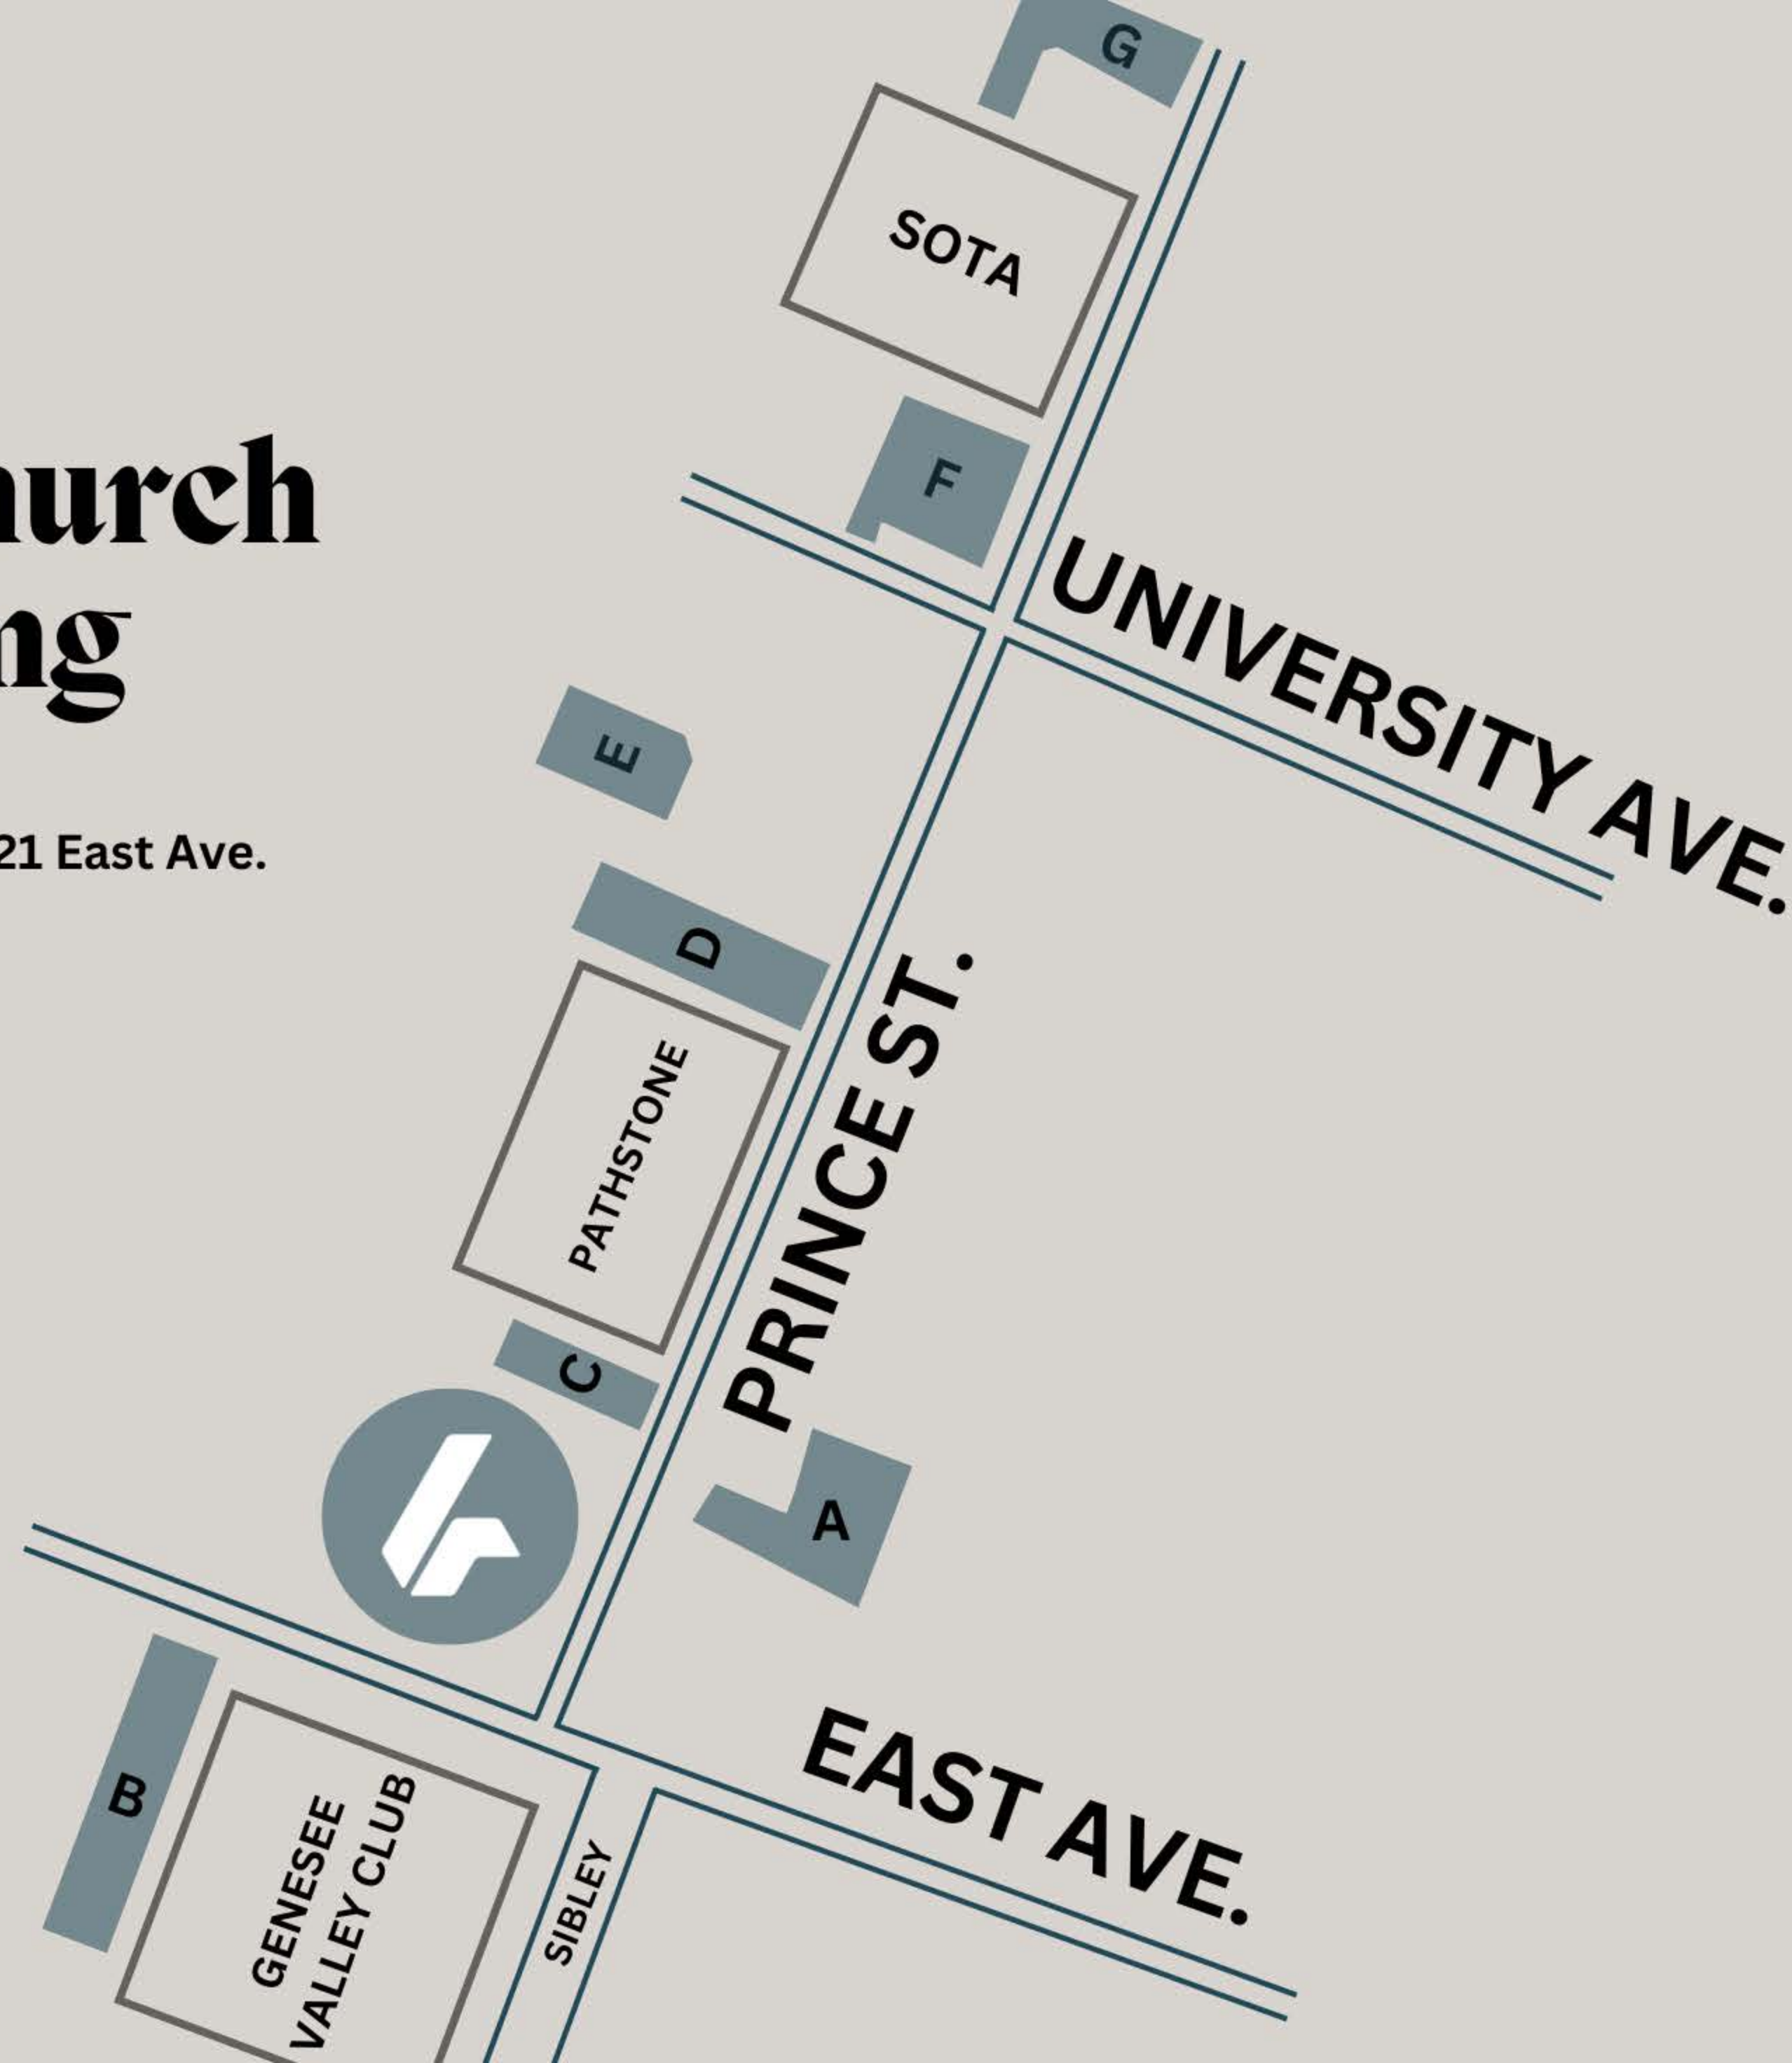 G
SOTA
F
UNIVERSITY AVE.
urch
ng
21 East Ave.
E
D
PATHSTONE
PRINCE ST.
C
A
B
GENESEE
VALLEY CLUB
SIBLEY
EAST AVE.